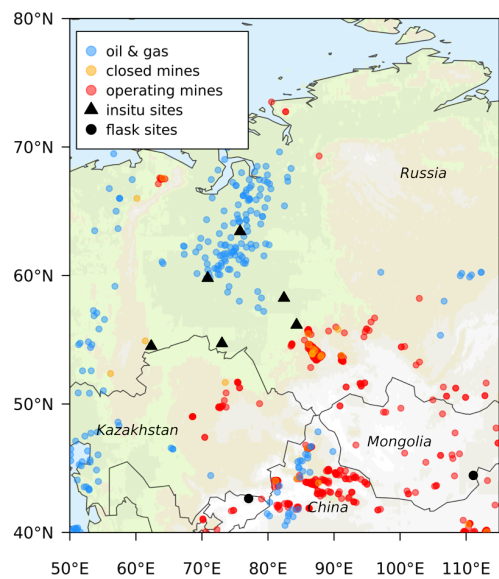 80°N
oil & gas
closed mines
operating mines
insitu sites
flask sites
70°N
Russia
60°N
50°N
Kazakhstan
Mongolia
China
40°N
50°E 60°E 70°E 80°E 90°E 100°E 110°E